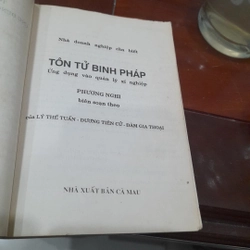 Nhà doanh nghiệp cần biết
TÔN TỬ BINH PHÁP
Ứng dụng vào quản lý xí nghiệp
PHƯƠNG NGHI
biên soạn theo
của LÝ THẾ TUẤN - DƯƠNG TIÊN CỬ - ĐÀM GIA THOẠI
NHÀ XUẤT BẢN CÀ MAU